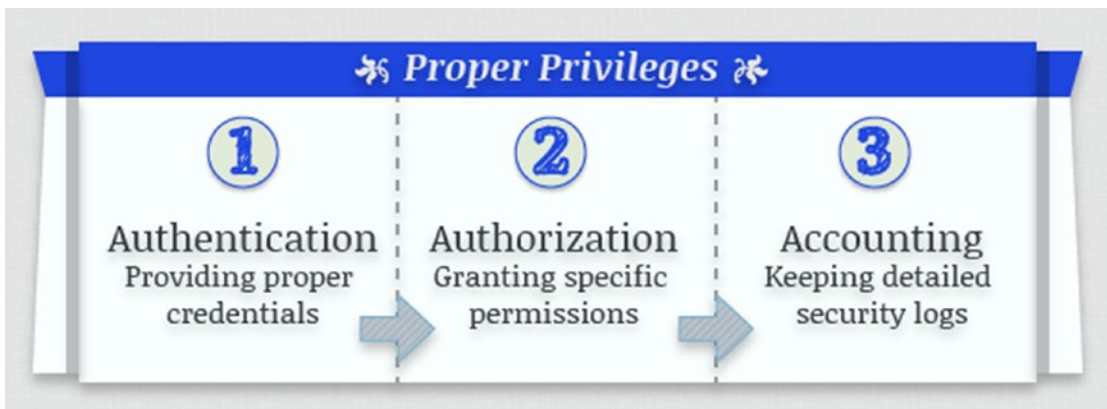 Proper Privileges
1
Authentication
Providing proper
credentials
2
Authorization
Granting specific
permissions
3
Accounting
Keeping detailed
security logs